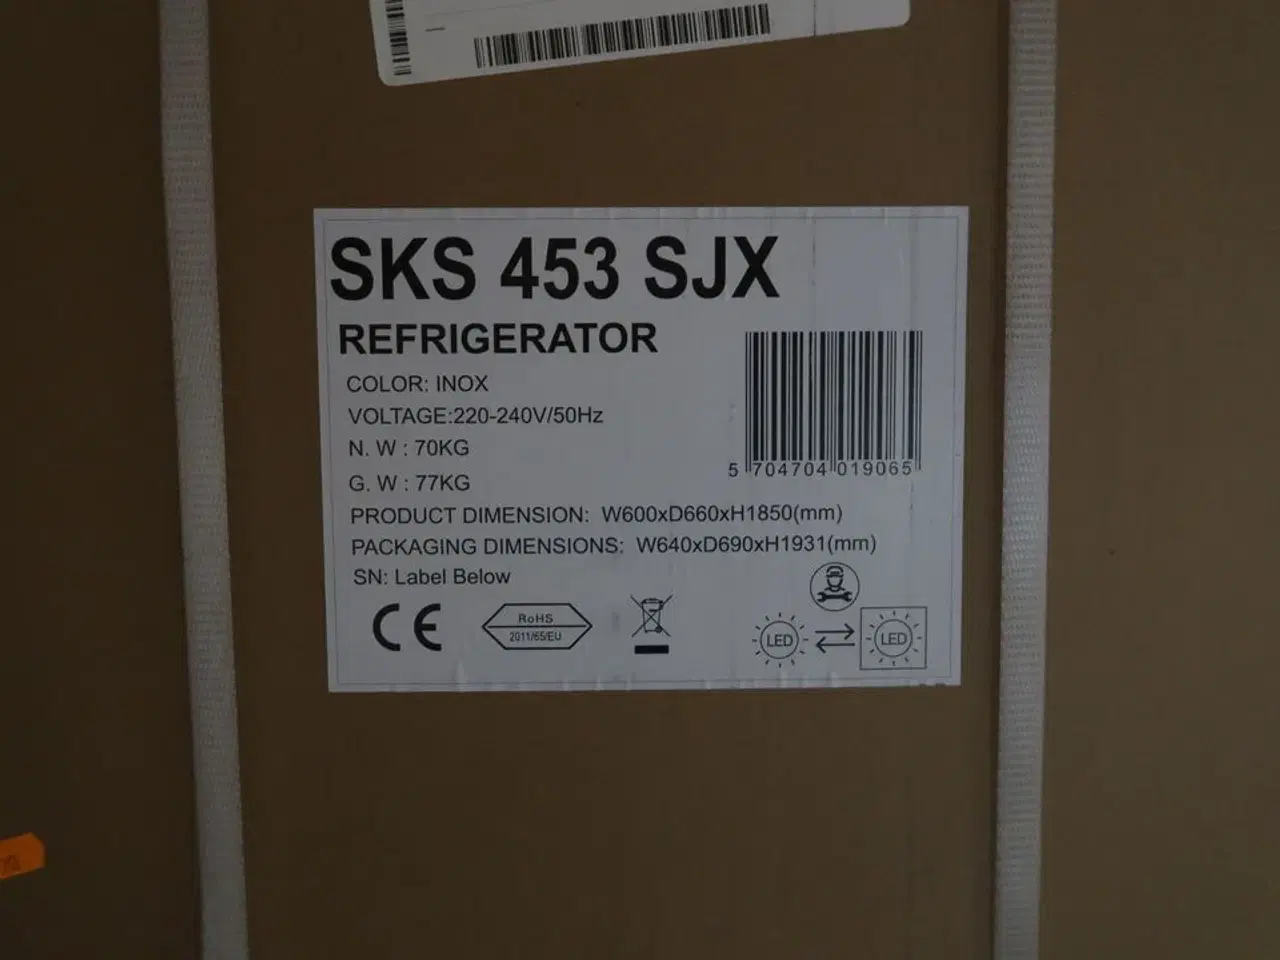 SKS 453 SJX
REFRIGERATOR
COLOR: INOX
VOLTAGE:220-240V/50Hz
N. W : 70KG
G. W : 77KG
5 704704 019065
PRODUCT DIMENSION: W600xD660xH1850(mm)
PACKAGING DIMENSIONS: W640xD690xH1931(mm)
SN: Label Below
CE
RoHS
2011/65/EU
LED
LED